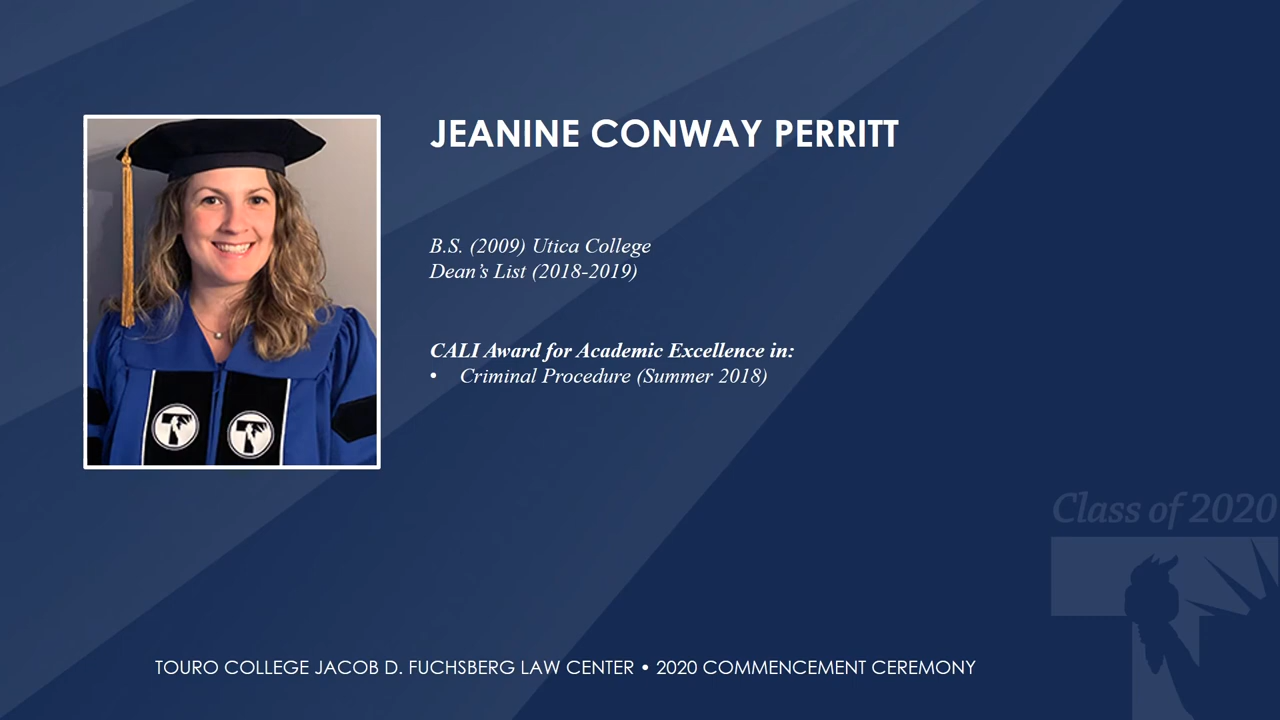 JEANINE CONWAY PERRITT
B.S. (2009) Utica College
Dean’s List (2018-2019)
CALI Award for Academic Excellence in:
• Criminal Procedure (Summer 2018)
Class of 2020
TOURO COLLEGE JACOB D. FUCHSBERG LAW CENTER • 2020 COMMENCEMENT CEREMONY